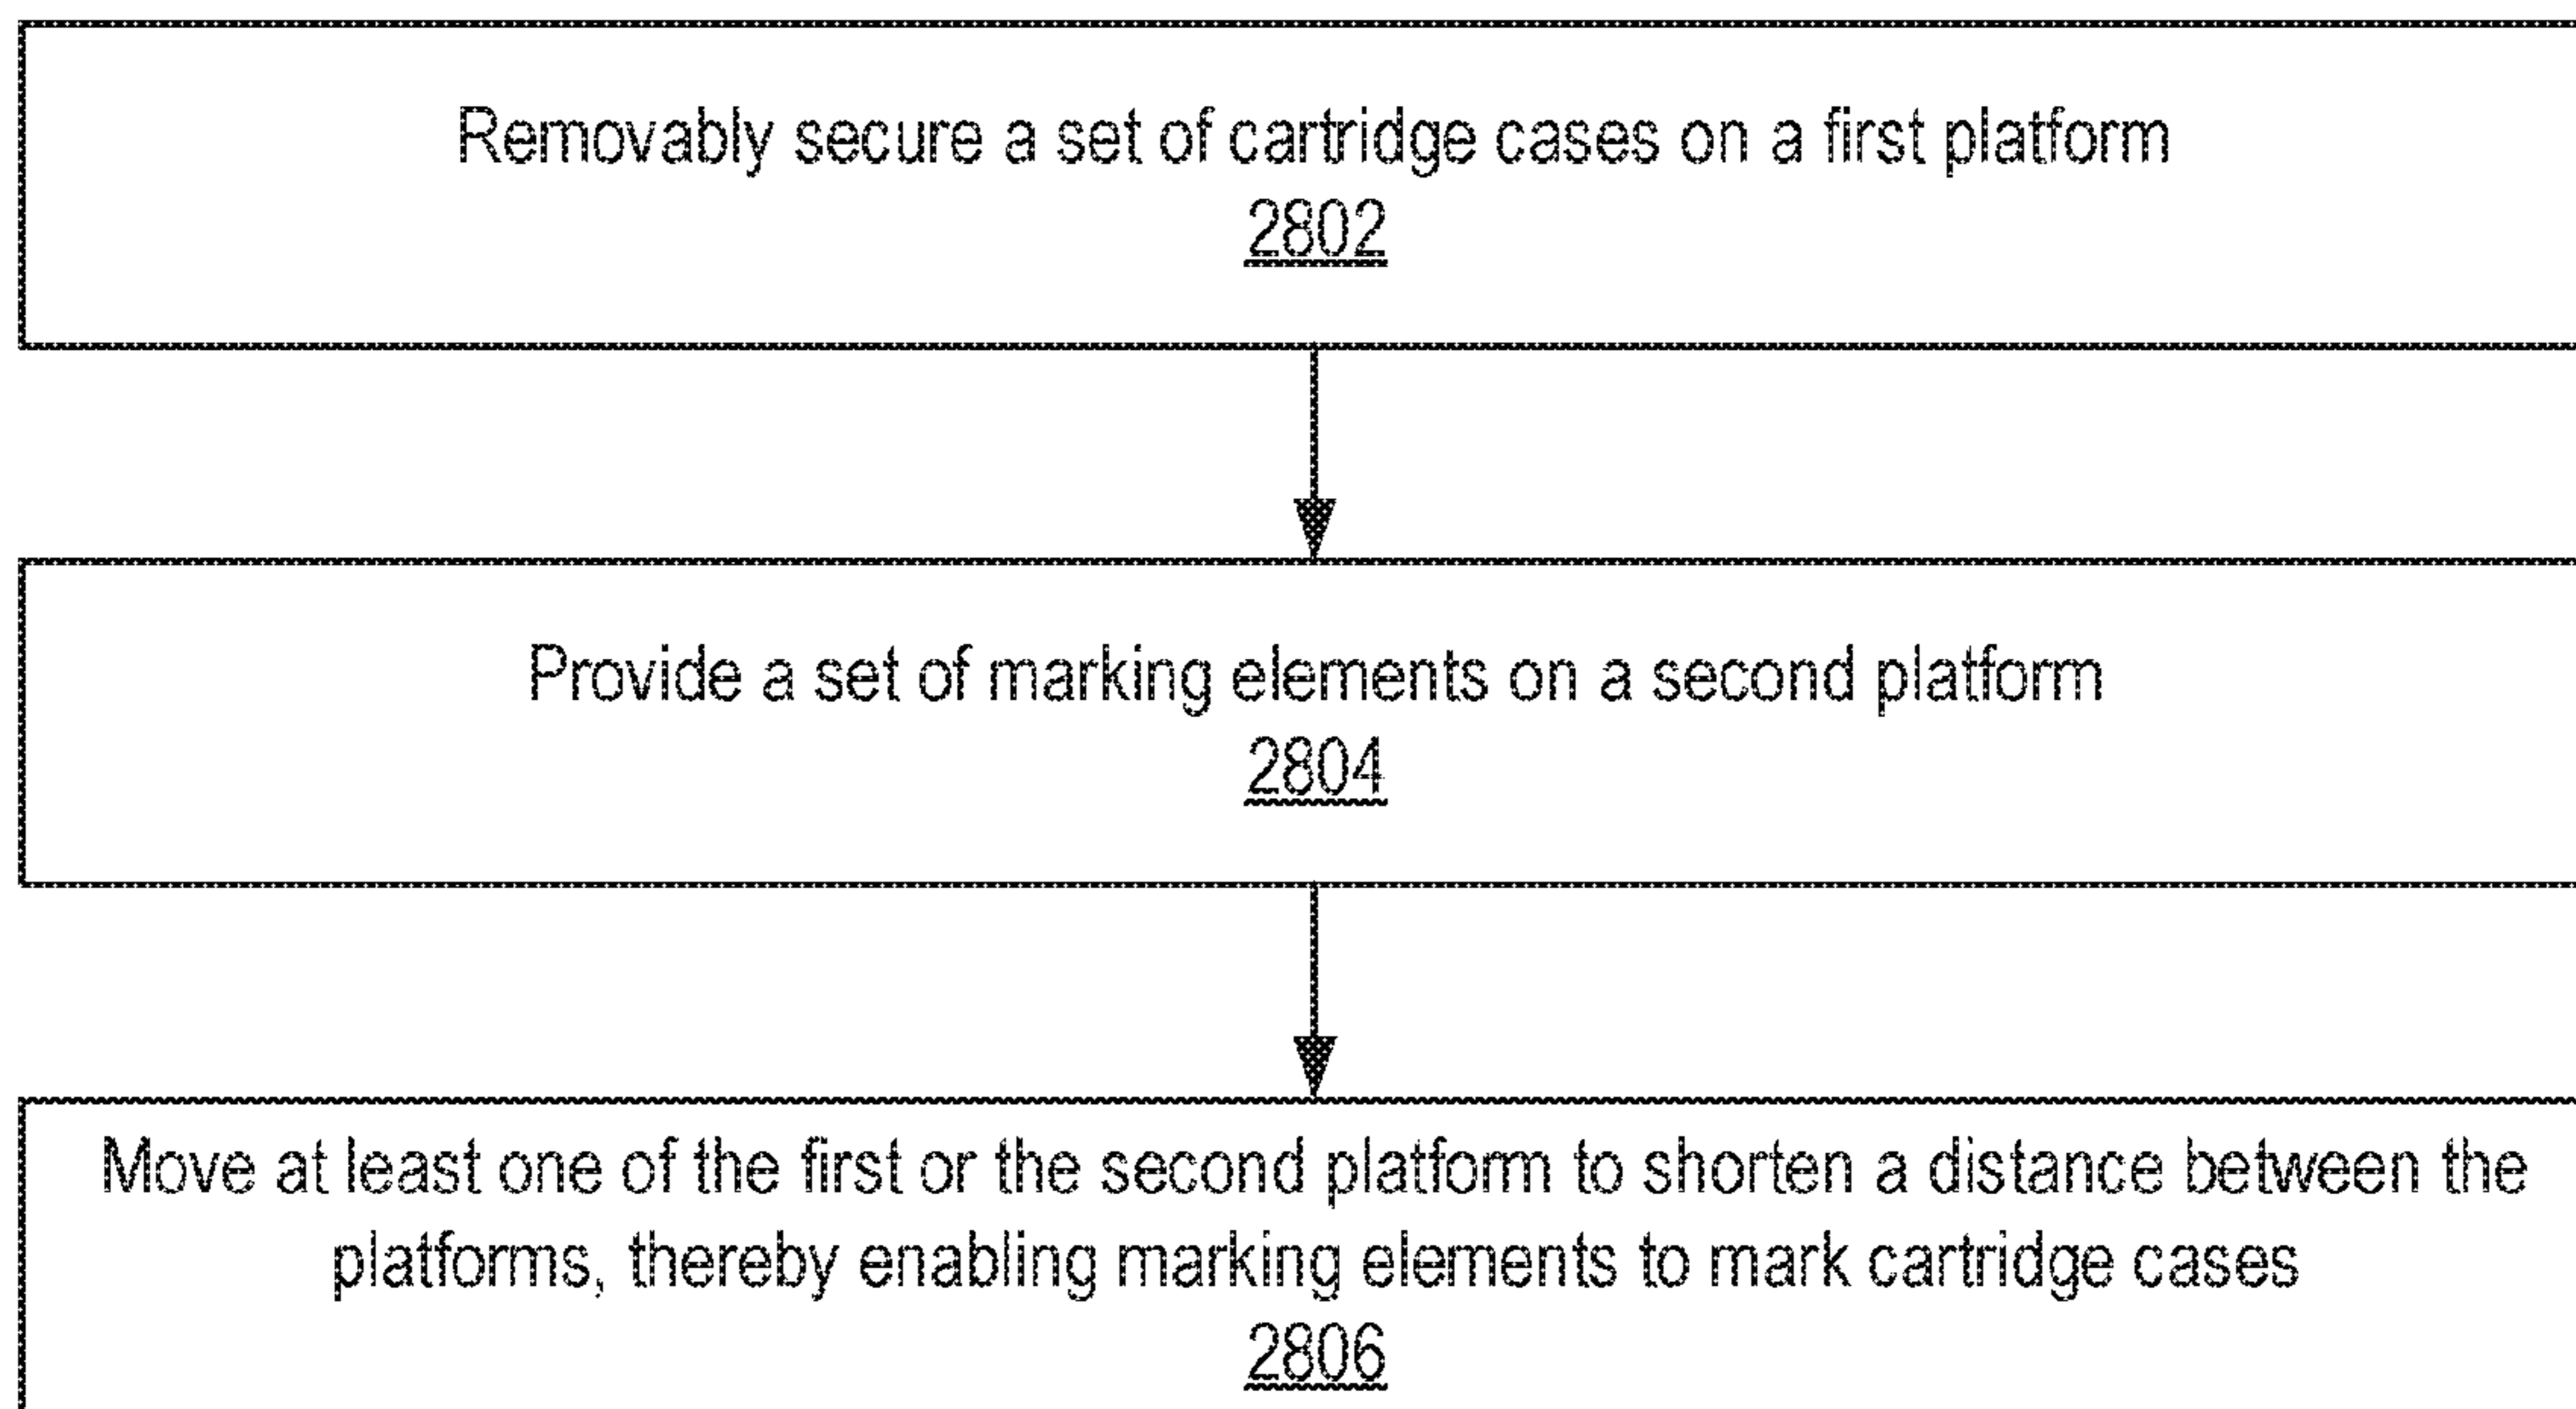 Removably secure a set of cartridge cases on a first platform
2802
Provide a set of marking elements on a second platform
2804
Move at least one of the first or the second platform to shorten a distance between the
platforms, thereby enabling marking elements to mark cartridge cases
2806